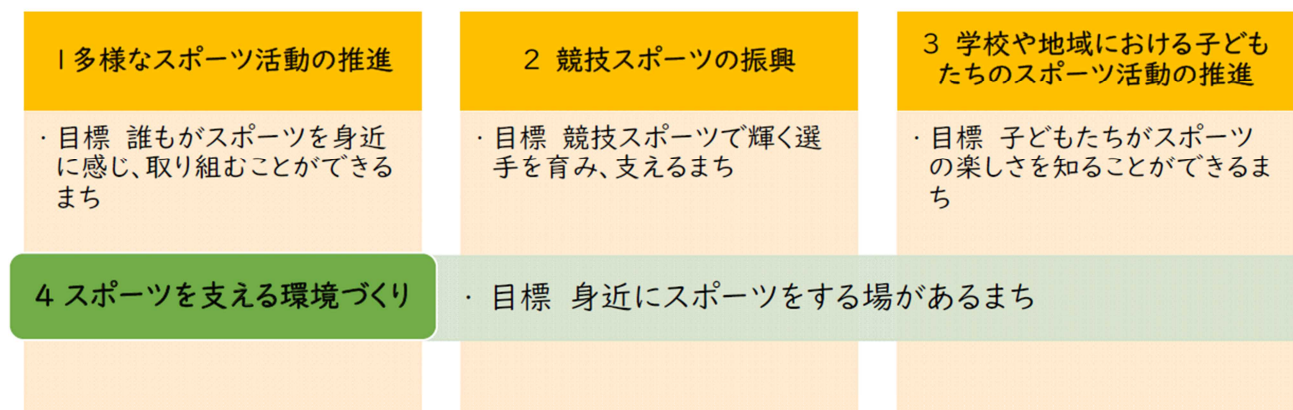 1 多様なスポーツ活動の推進
・目標 誰もがスポーツを身近
に感じ、取り組むことができる
まち
2 競技スポーツの振興
・目標 競技スポーツで輝く選
手を育み、支えるまち
3 学校や地域における子ども
たちのスポーツ活動の推進
・目標 子どもたちがスポーツ
の楽しさを知ることができるま
ち
4 スポーツを支える環境づくり
・目標 身近にスポーツをする場があるまち